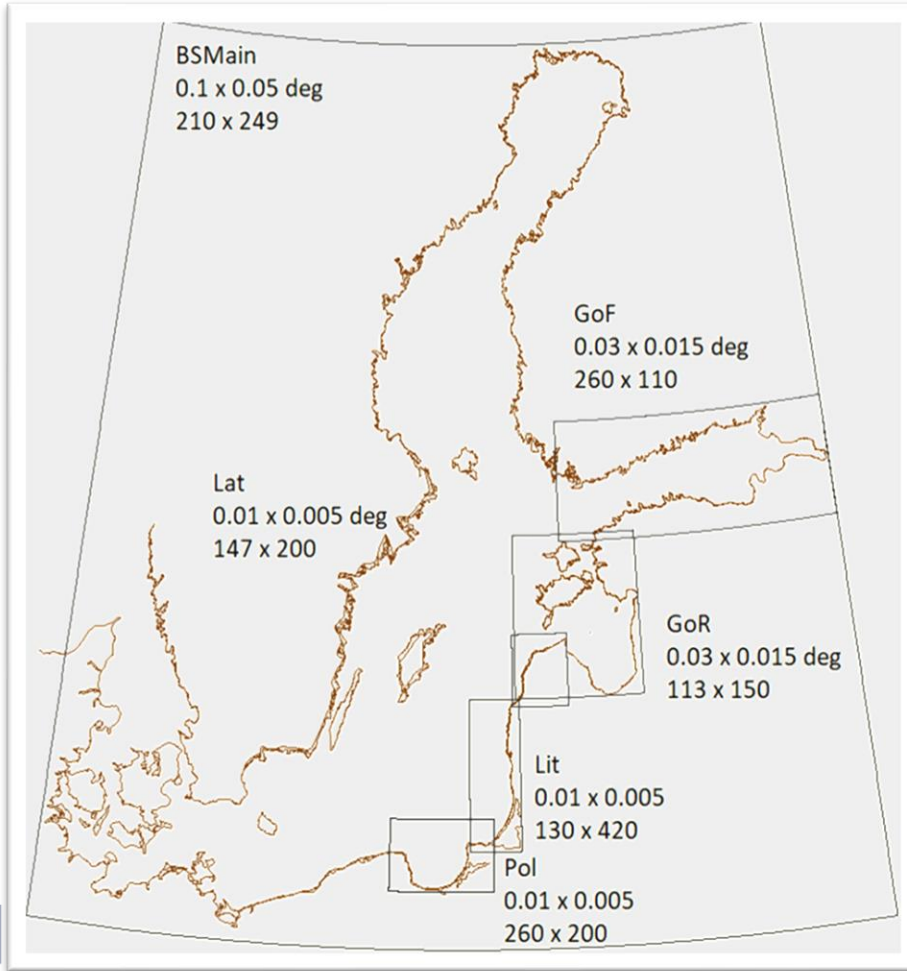 BSMain
0.1 x 0.05 deg
210 x 249
GoF
0.03 x 0.015 deg
260 x 110
Lat
0.01 x 0.005 deg
147 x 200
GoR
0.03 x 0.015 deg
113 x 150
Lit
0.01 x 0.005
130 x 420
Pol
0.01 x 0.005
260 x 200